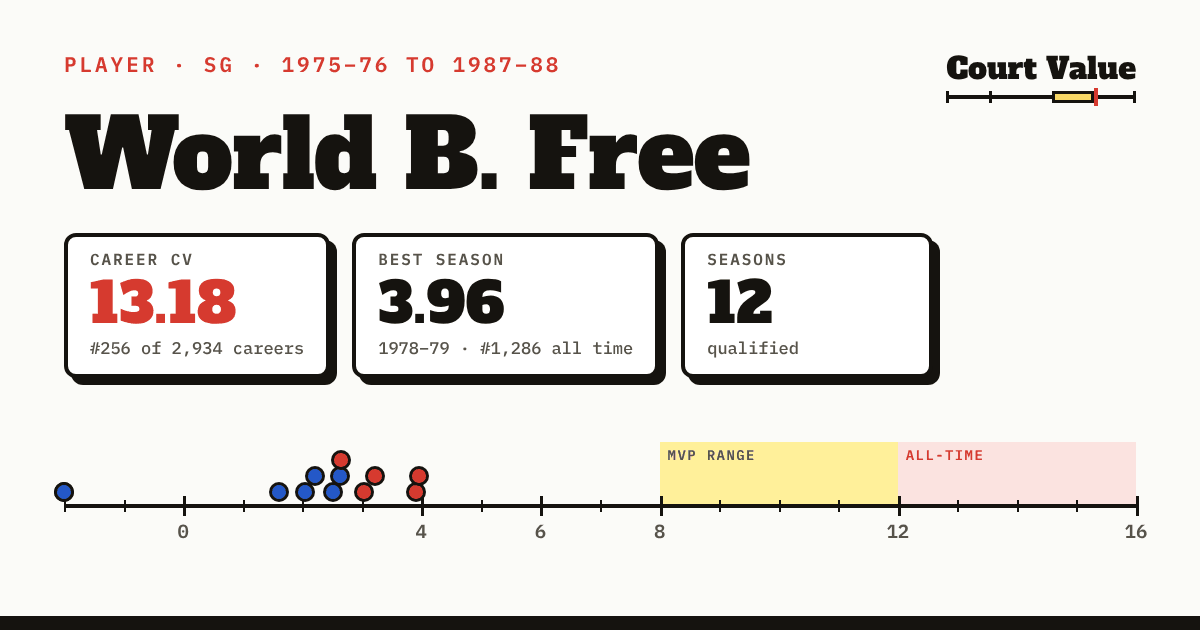 PLAYER · SG · 1975–76 TO 1987–88
Court Value
World B. Free
CAREER CV
13.18
#256 of 2,934 careers
BEST SEASON
3.96
1978–79 · #1,286 all time
SEASONS
12
qualified
MVP RANGE
ALL-TIME
0 4 6 8 12 16